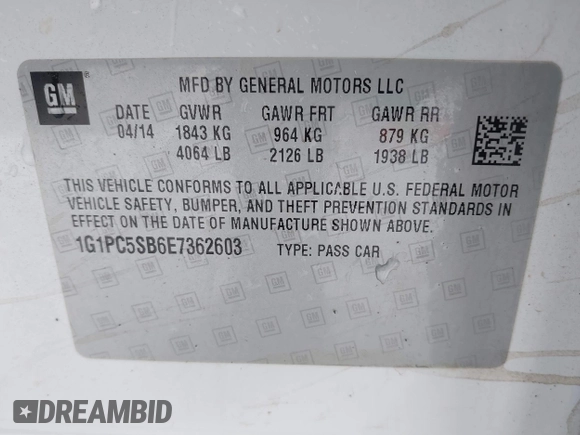 GM ®
MFD BY GENERAL MOTORS LLC
DATE GVWR GAWR FRT GAWR RR
04/14 1843 KG 964 KG 879 KG
4064 LB 2126 LB 1938 LB
THIS VEHICLE CONFORMS TO ALL APPLICABLE U.S. FEDERAL MOTOR
VEHICLE SAFETY, BUMPER, AND THEFT PREVENTION STANDARDS IN
EFFECT ON THE DATE OF MANUFACTURE SHOWN ABOVE.
1G1PC5SB6E7362603 TYPE: PASS CAR
DREAMBID